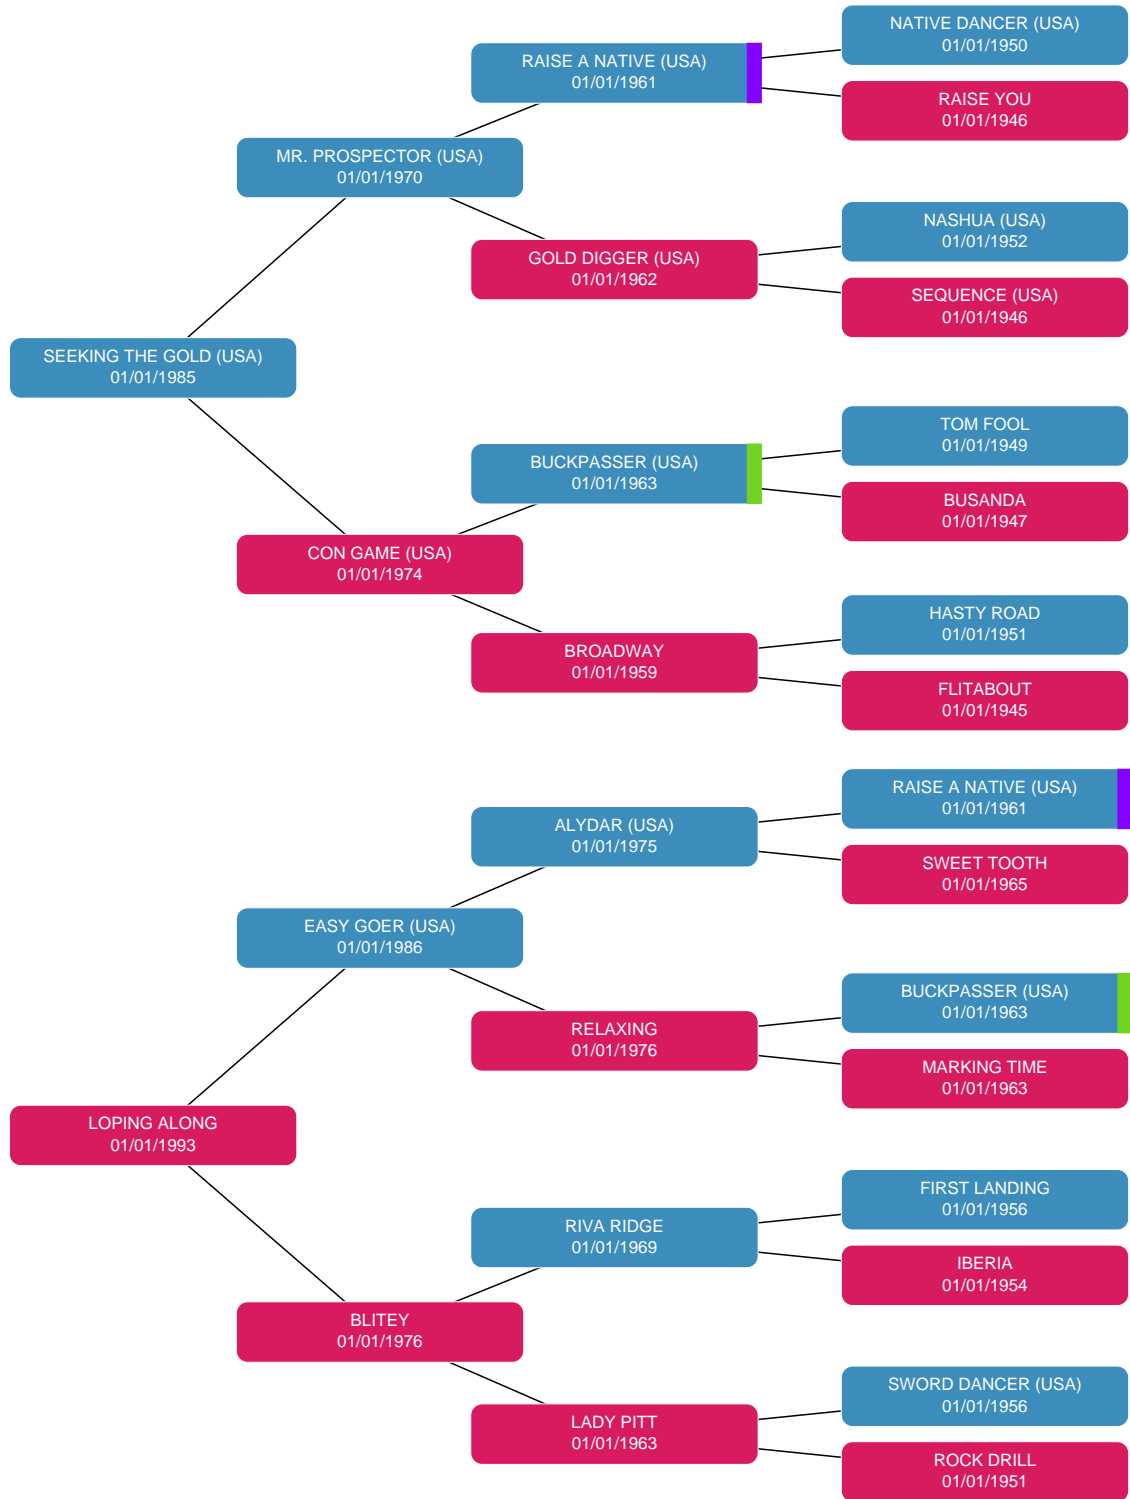 NATIVE DANCER (USA)
01/01/1950
RAISE A NATIVE (USA)
01/01/1961
RAISE YOU
01/01/1946
MR. PROSPECTOR (USA)
01/01/1970
NASHUA (USA)
01/01/1952
GOLD DIGGER (USA)
01/01/1962
SEQUENCE (USA)
01/01/1946
SEEKING THE GOLD (USA)
01/01/1985
TOM FOOL
01/01/1949
BUCKPASSER (USA)
01/01/1963
BUSANDA
01/01/1947
CON GAME (USA)
01/01/1974
HASTY ROAD
01/01/1951
BROADWAY
01/01/1959
FLITABOUT
01/01/1945
RAISE A NATIVE (USA)
01/01/1961
ALYDAR (USA)
01/01/1975
SWEET TOOTH
01/01/1965
EASY GOER (USA)
01/01/1986
BUCKPASSER (USA)
01/01/1963
RELAXING
01/01/1976
MARKING TIME
01/01/1963
LOPING ALONG
01/01/1993
FIRST LANDING
01/01/1956
RIVA RIDGE
01/01/1969
IBERIA
01/01/1954
BLITEY
01/01/1976
SWORD DANCER (USA)
01/01/1956
LADY PITT
01/01/1963
ROCK DRILL
01/01/1951